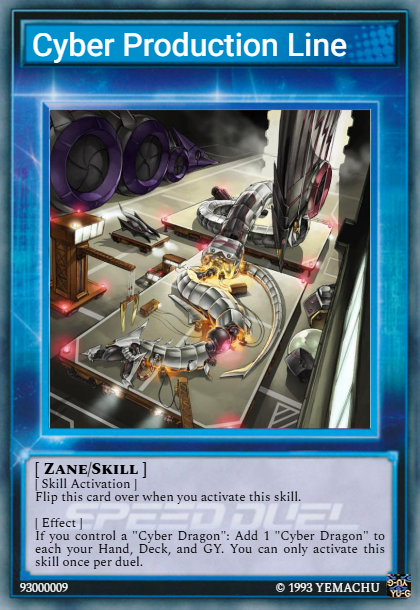 Cyber Production Line
[ ZANE/SKILL ]
[ Skill Activation |
Flip this card over when you activate this skill.
SPEED DUEL
| Effect |
If you control a "Cyber Dragon": Add 1 "Cyber Dragon" to
each your Hand, Deck, and GY. You can only activate this
skill once per duel.
93000009
© 1993 YEMACHU
YU-G